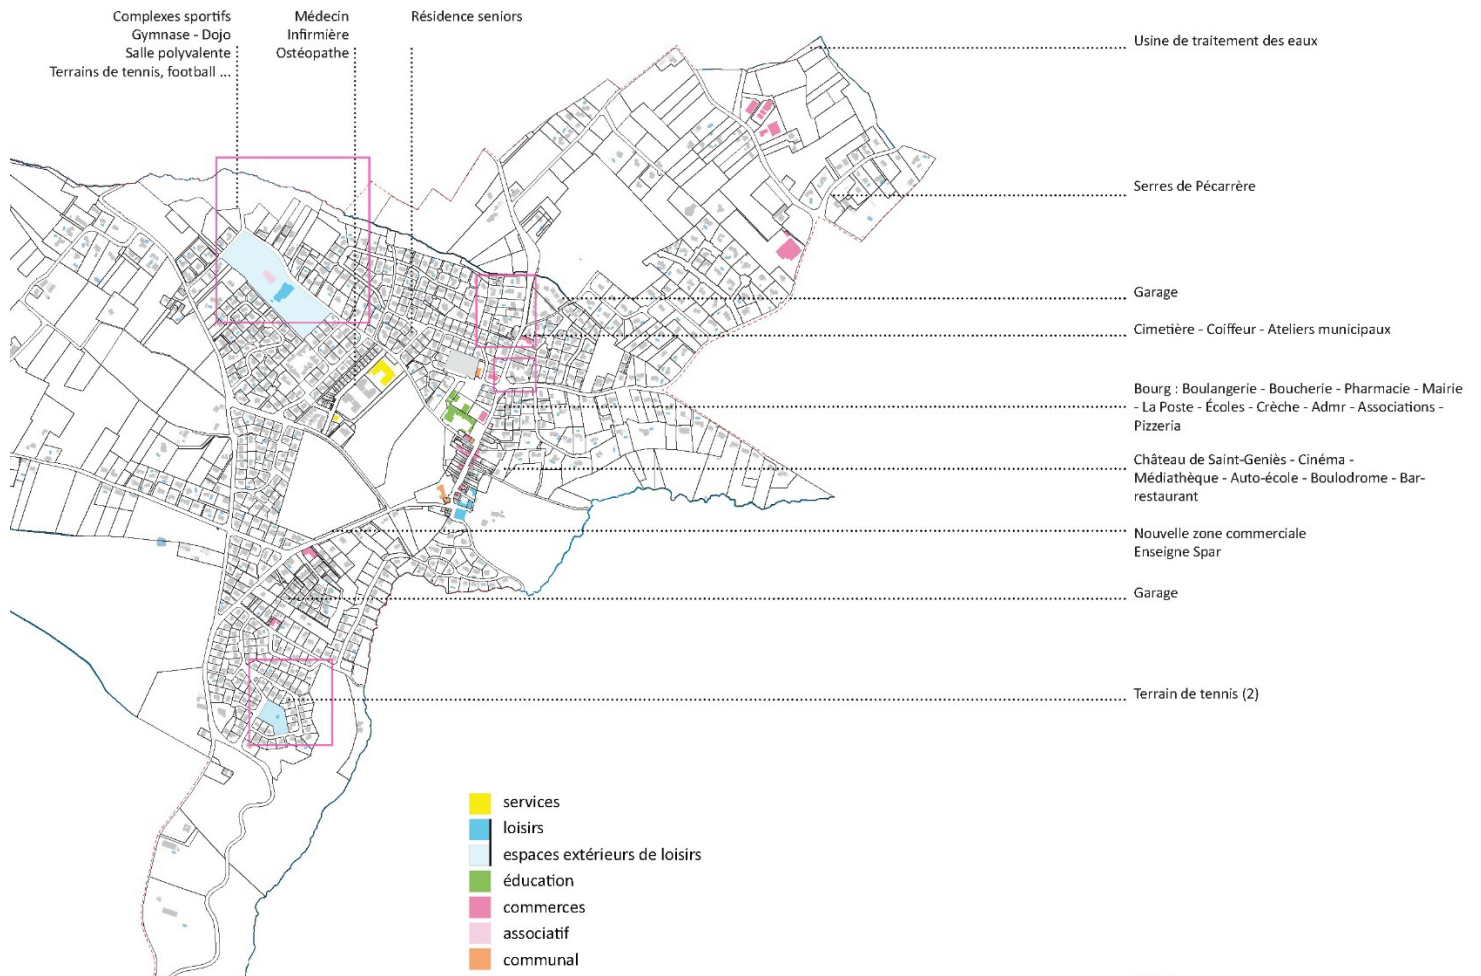 Complexes sportifs
Gymnase - Dojo
Salle polyvalente
Terrains de tennis, football ...
Médecin
Infirmière
Ostéopathe
Résidence seniors
Usine de traitement des eaux
Serres de Pécarrère
Garage
Cimetière - Coiffeur - Ateliers municipaux
Bourg : Boulangerie - Boucherie - Pharmacie - Mairie
- La Poste - Écoles - Crèche - Admr - Associations -
Pizzeria
Château de Saint-Geniès - Cinéma -
Médiathèque - Auto-école - Boulodrome - Bar-
restaurant
Nouvelle zone commerciale
Enseigne Spar
Garage
Terrain de tennis (2)
services
loisirs
espaces extérieurs de loisirs
éducation
commerces
associatif
communal